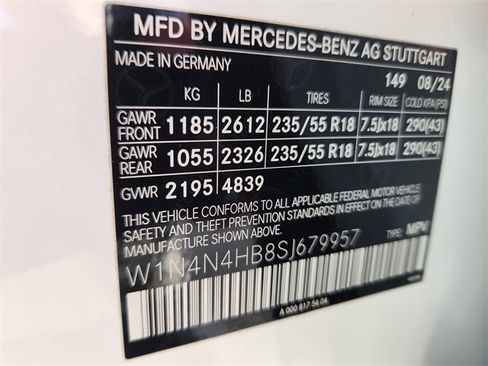 MFD BY MERCEDES-BENZ AG STUTTGART
MADE IN GERMANY 149 08/24
KG LB TIRES RIM SIZE COLD KPA (PSI)
GAWR FRONT 1185 2612 235/55 R18 7.5Jx18 290(43)
GAWR REAR 1055 2326 235/55 R18 7.5Jx18 290(43)
GVWR 2195 4839
THIS VEHICLE CONFORMS TO ALL APPLICABLE FEDERAL MOTOR VEHICLE
SAFETY AND THEFT PREVENTION STANDARDS IN EFFECT ON THE DATE OF
MANUFACTURE SHOWN ABOVE.
W1N4N4HB8SJ679957 TYPE: MPV
A 000 817 54 04